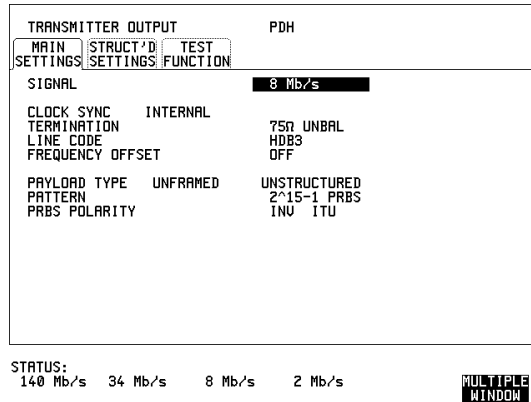 TRANSMITTER OUTPUT PDH
MAIN SETTINGS STRUCT'D SETTINGS TEST FUNCTION
SIGNAL 8 Mb/s
CLOCK SYNC INTERNAL
TERMINATION 75Ω UNBAL
LINE CODE HDB3
FREQUENCY OFFSET OFF
PAYLOAD TYPE UNFRAMED UNSTRUCTURED
PATTERN 2^15-1 PRBS
PRBS POLARITY INV ITU
STATUS:
140 Mb/s 34 Mb/s 8 Mb/s 2 Mb/s
MULTIPLE WINDOW